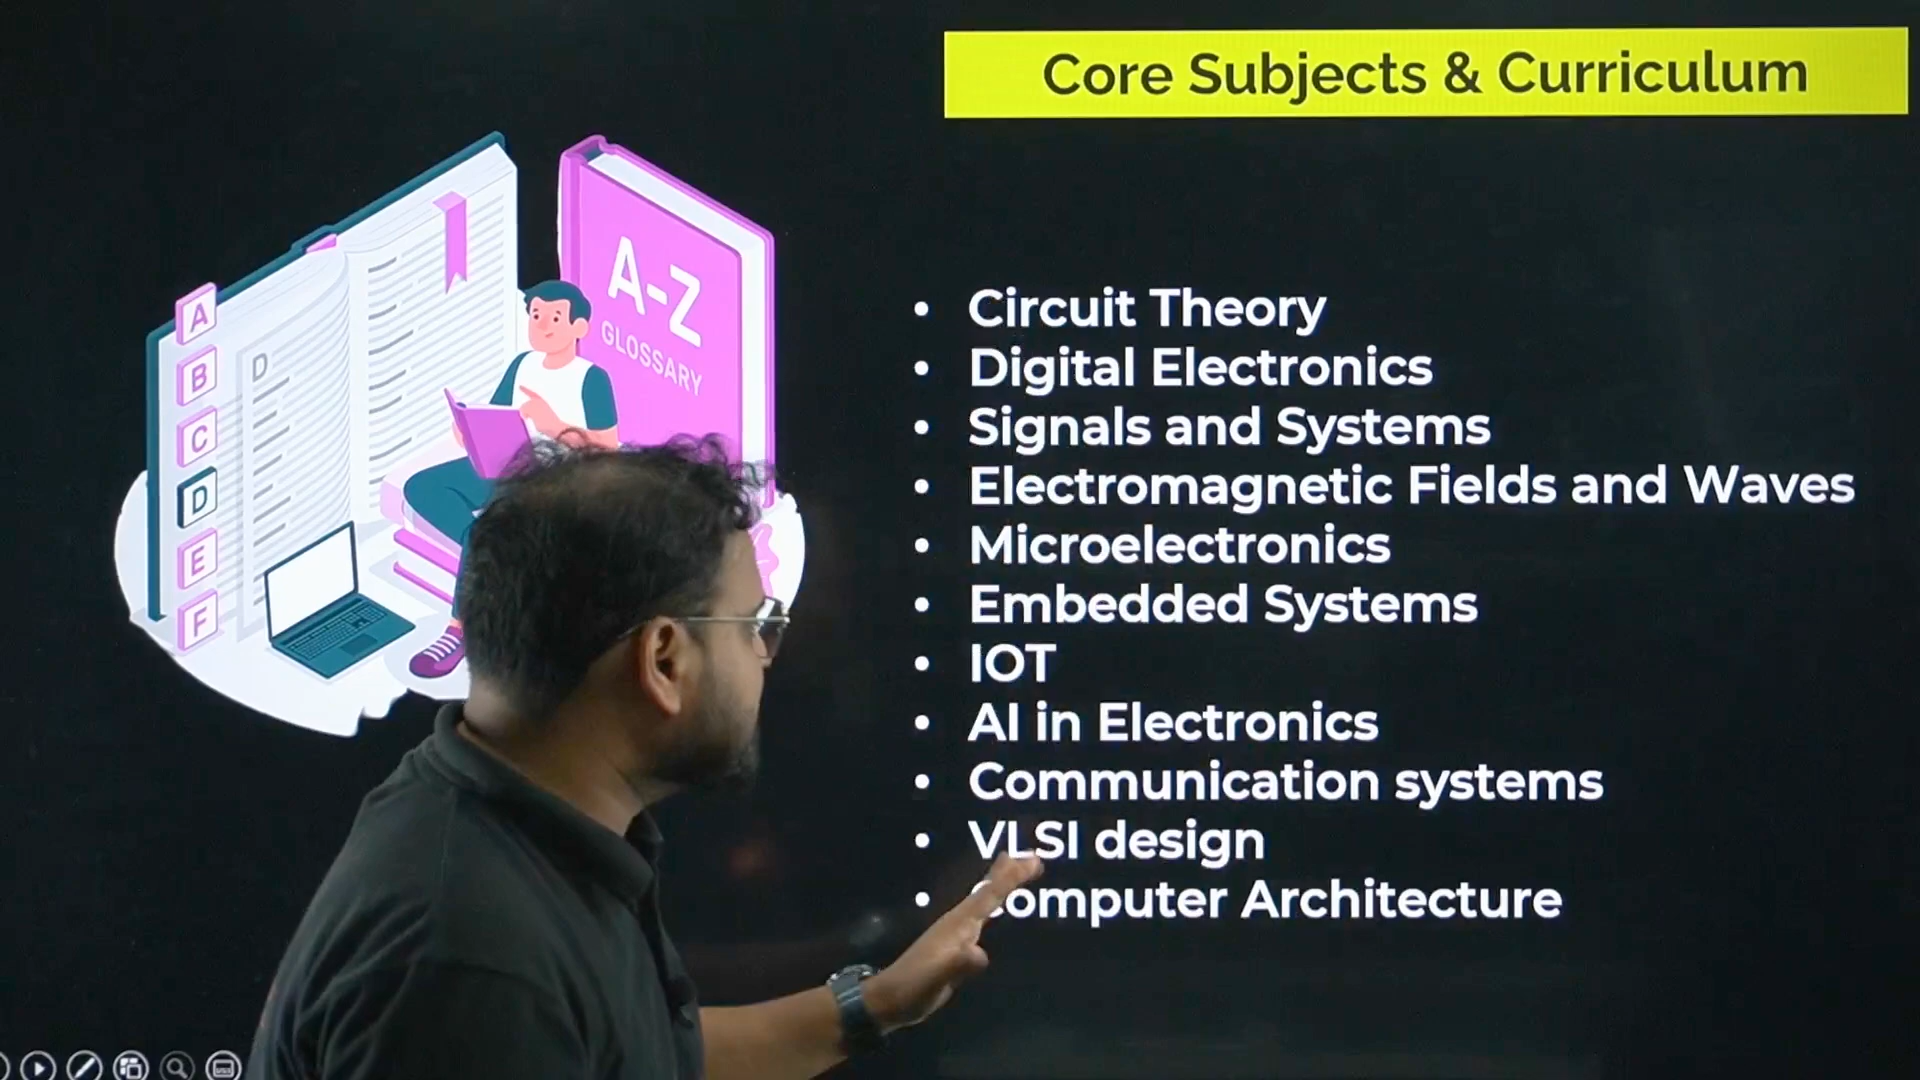 Core Subjects & Curriculum
A-Z
GLOSSARY
A
B
C
D
E
F
D
• Circuit Theory
• Digital Electronics
• Signals and Systems
• Electromagnetic Fields and Waves
• Microelectronics
• Embedded Systems
• IOT
• AI in Electronics
• Communication systems
• VLSI design
• Computer Architecture